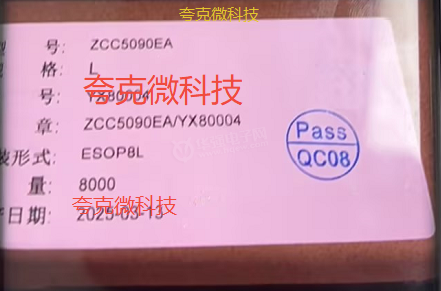 夸克微科技
号: ZCC5090EA
格: L
夸克微科技
号: YX80004
章: ZCC5090EA/YX80004
Pass
QC08
装形式: ESOP8L
量: 8000
夸克微科技
日期: 2025-03-13